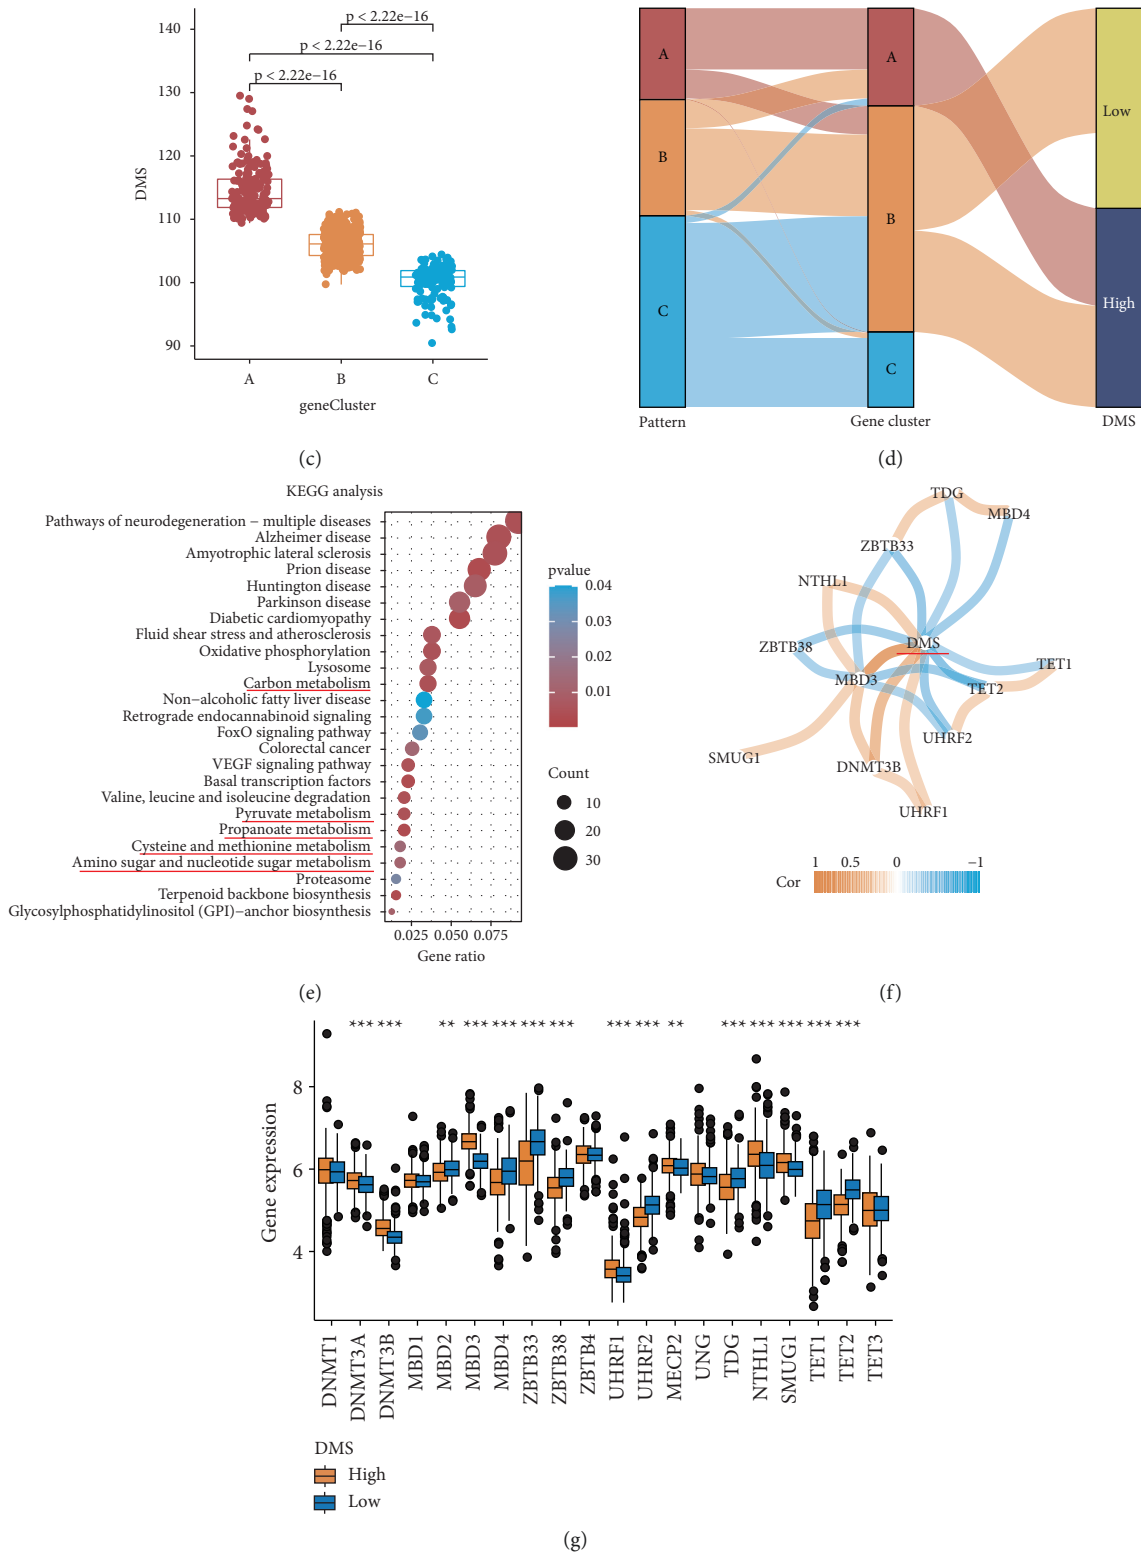 p < 2.22e−16
p < 2.22e−16
p < 2.22e−16
140
130
120
110
100
90
DMS
A B C
geneCluster
(c)
A
B
C
A
B
C
Low
High
Pattern Gene cluster DMS
(d)
KEGG analysis
Pathways of neurodegeneration − multiple diseases
Alzheimer disease
Amyotrophic lateral sclerosis
Prion disease
Huntington disease
Parkinson disease
Diabetic cardiomyopathy
Fluid shear stress and atherosclerosis
Oxidative phosphorylation
Lysosome
Carbon metabolism
Non−alcoholic fatty liver disease
Retrograde endocannabinoid signaling
FoxO signaling pathway
Colorectal cancer
VEGF signaling pathway
Basal transcription factors
Valine, leucine and isoleucine degradation
Pyruvate metabolism
Propanoate metabolism
Cysteine and methionine metabolism
Amino sugar and nucleotide sugar metabolism
Proteasome
Terpenoid backbone biosynthesis
Glycosylphosphatidylinositol (GPI)−anchor biosynthesis
0.025 0.050 0.075
Gene ratio
pvalue
0.04
0.03
0.02
0.01
Count
10
20
30
(e)
TDG
MBD4
ZBTB33
NTHL1
ZBTB38
DMS
TET1
MBD3
TET2
UHRF2
SMUG1
DNMT3B
UHRF1
1 0.5 0 −1
Cor
(f)
*** *** ** *** *** *** *** *** *** ** *** *** *** *** ***
8
6
4
Gene expression
DNMT1
DNMT3A
DNMT3B
MBD1
MBD2
MBD3
MBD4
ZBTB33
ZBTB38
ZBTB4
UHRF1
UHRF2
MECP2
UNG
TDG
NTHL1
SMUG1
TET1
TET2
TET3
DMS
High
Low
(g)